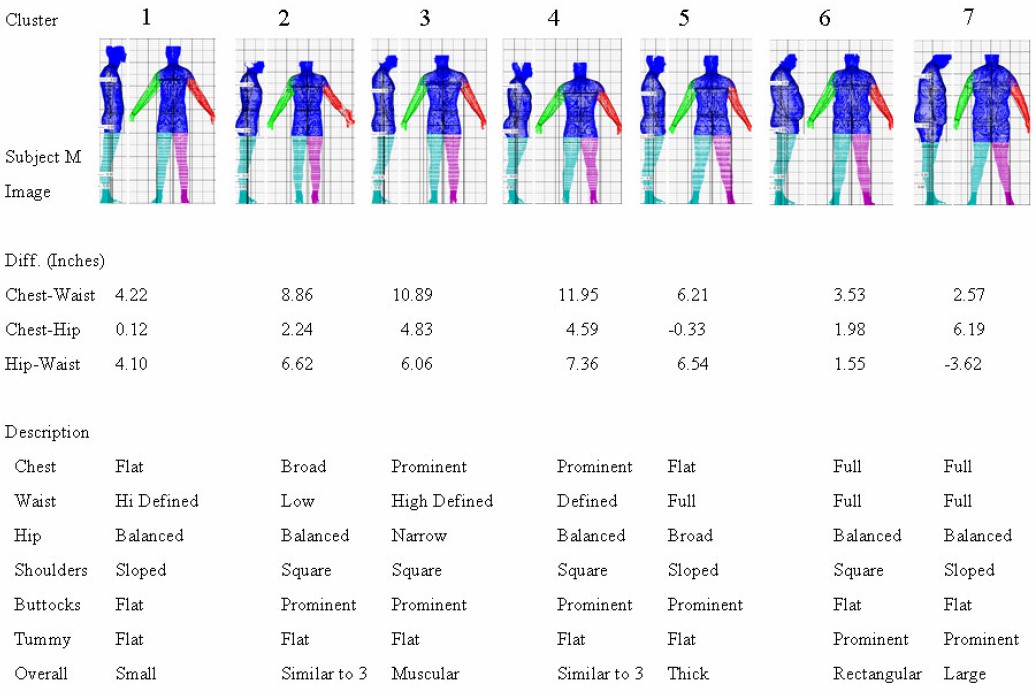 Cluster 1 2 3 4 5 6 7
Subject M
Image
Diff. (Inches)
Chest-Waist 4.22 8.86 10.89 11.95 6.21 3.53 2.57
Chest-Hip 0.12 2.24 4.83 4.59 -0.33 1.98 6.19
Hip-Waist 4.10 6.62 6.06 7.36 6.54 1.55 -3.62
Description
Chest Flat Broad Prominent Prominent Flat Full Full
Waist Hi Defined Low High Defined Defined Full Full Full
Hip Balanced Balanced Narrow Balanced Broad Balanced Balanced
Shoulders Sloped Square Square Square Sloped Square Sloped
Buttocks Flat Prominent Prominent Prominent Prominent Flat Flat
Tummy Flat Flat Flat Flat Flat Prominent Prominent
Overall Small Similar to 3 Muscular Similar to 3 Thick Rectangular Large